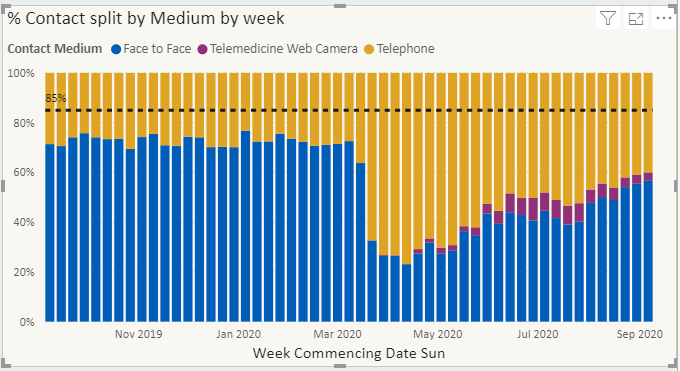 % Contact split by Medium by week
Contact Medium Face to Face Telemedicine Web Camera Telephone
100%
85%
80%
60%
40%
20%
0%
Nov 2019 Jan 2020 Mar 2020 May 2020 Jul 2020 Sep 2020
Week Commencing Date Sun